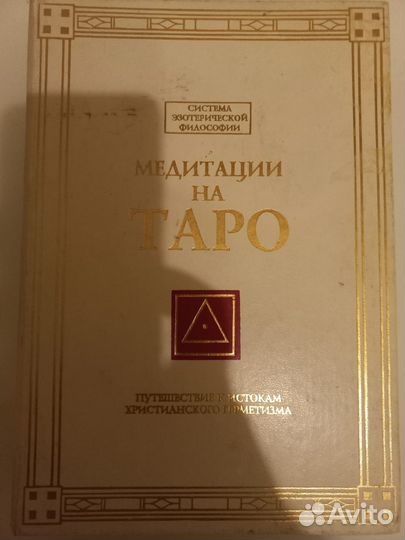 СИСТЕМА
ЭЗОТЕРИЧЕСКОЙ
ФИЛОСОФИИ
МЕДИТАЦИИ
НА
ТАРО
ПУТЕШЕСТВИЕ К ИСТОКАМ
ХРИСТИАНСКОГО ГЕРМЕТИЗМА
Avito